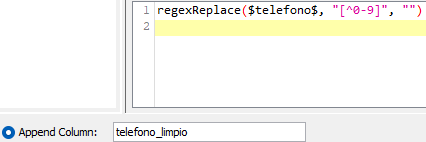 1 regexReplace($telefono$, "[^0-9]", "")
2
Append Column: telefono_limpio